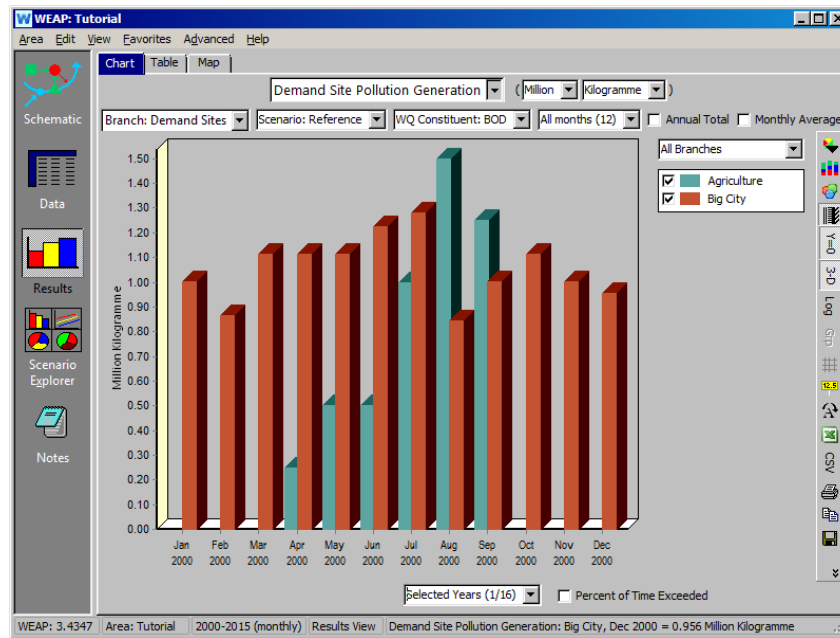 WEAP: Tutorial
Area Edit View Favorites Advanced Help
Chart Table Map
Demand Site Pollution Generation ( Million Kilogramme )
Branch: Demand Sites Scenario: Reference WQ Constituent: BOD All months (12) Annual Total Monthly Average
All Branches
Agriculture
Big City
Schematic
Data
Results
Scenario
Explorer
Notes
Million Kilogramme
1.50
1.40
1.30
1.20
1.10
1.00
0.90
0.80
0.70
0.60
0.50
0.40
0.30
0.20
0.10
0.00
Jan Feb Mar Apr May Jun Jul Aug Sep Oct Nov Dec
2000 2000 2000 2000 2000 2000 2000 2000 2000 2000 2000 2000
Y=0
3-D
Log
Grp
12.5
A
CSV
Selected Years (1/16) Percent of Time Exceeded
WEAP: 3.4347 Area: Tutorial 2000-2015 (monthly) Results View Demand Site Pollution Generation: Big City, Dec 2000 = 0.956 Million Kilogramme